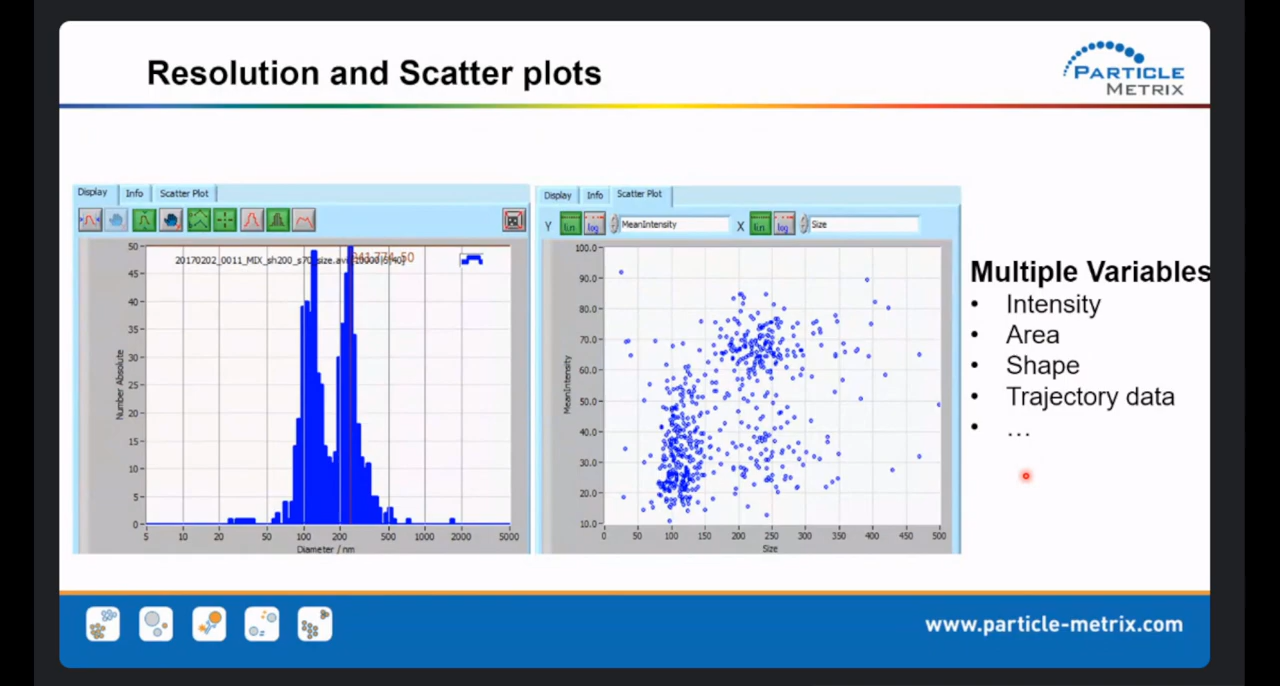 Resolution and Scatter plots
PARTICLE
METRIX
Display Info Scatter Plot
50
45
40
35
30
25
20
15
10
5
0
Number Absolute
5 10 20 50 100 200 500 1000 2000 5000
Diameter / nm
Display Info Scatter Plot
Y lin log MeanIntensity X lin log Size
100.0
90.0
80.0
70.0
60.0
50.0
40.0
30.0
20.0
10.0
MeanIntensity
0 50 100 150 200 250 300 350 400 450 500
Size
Multiple Variables
• Intensity
• Area
• Shape
• Trajectory data
• …
www.particle-metrix.com